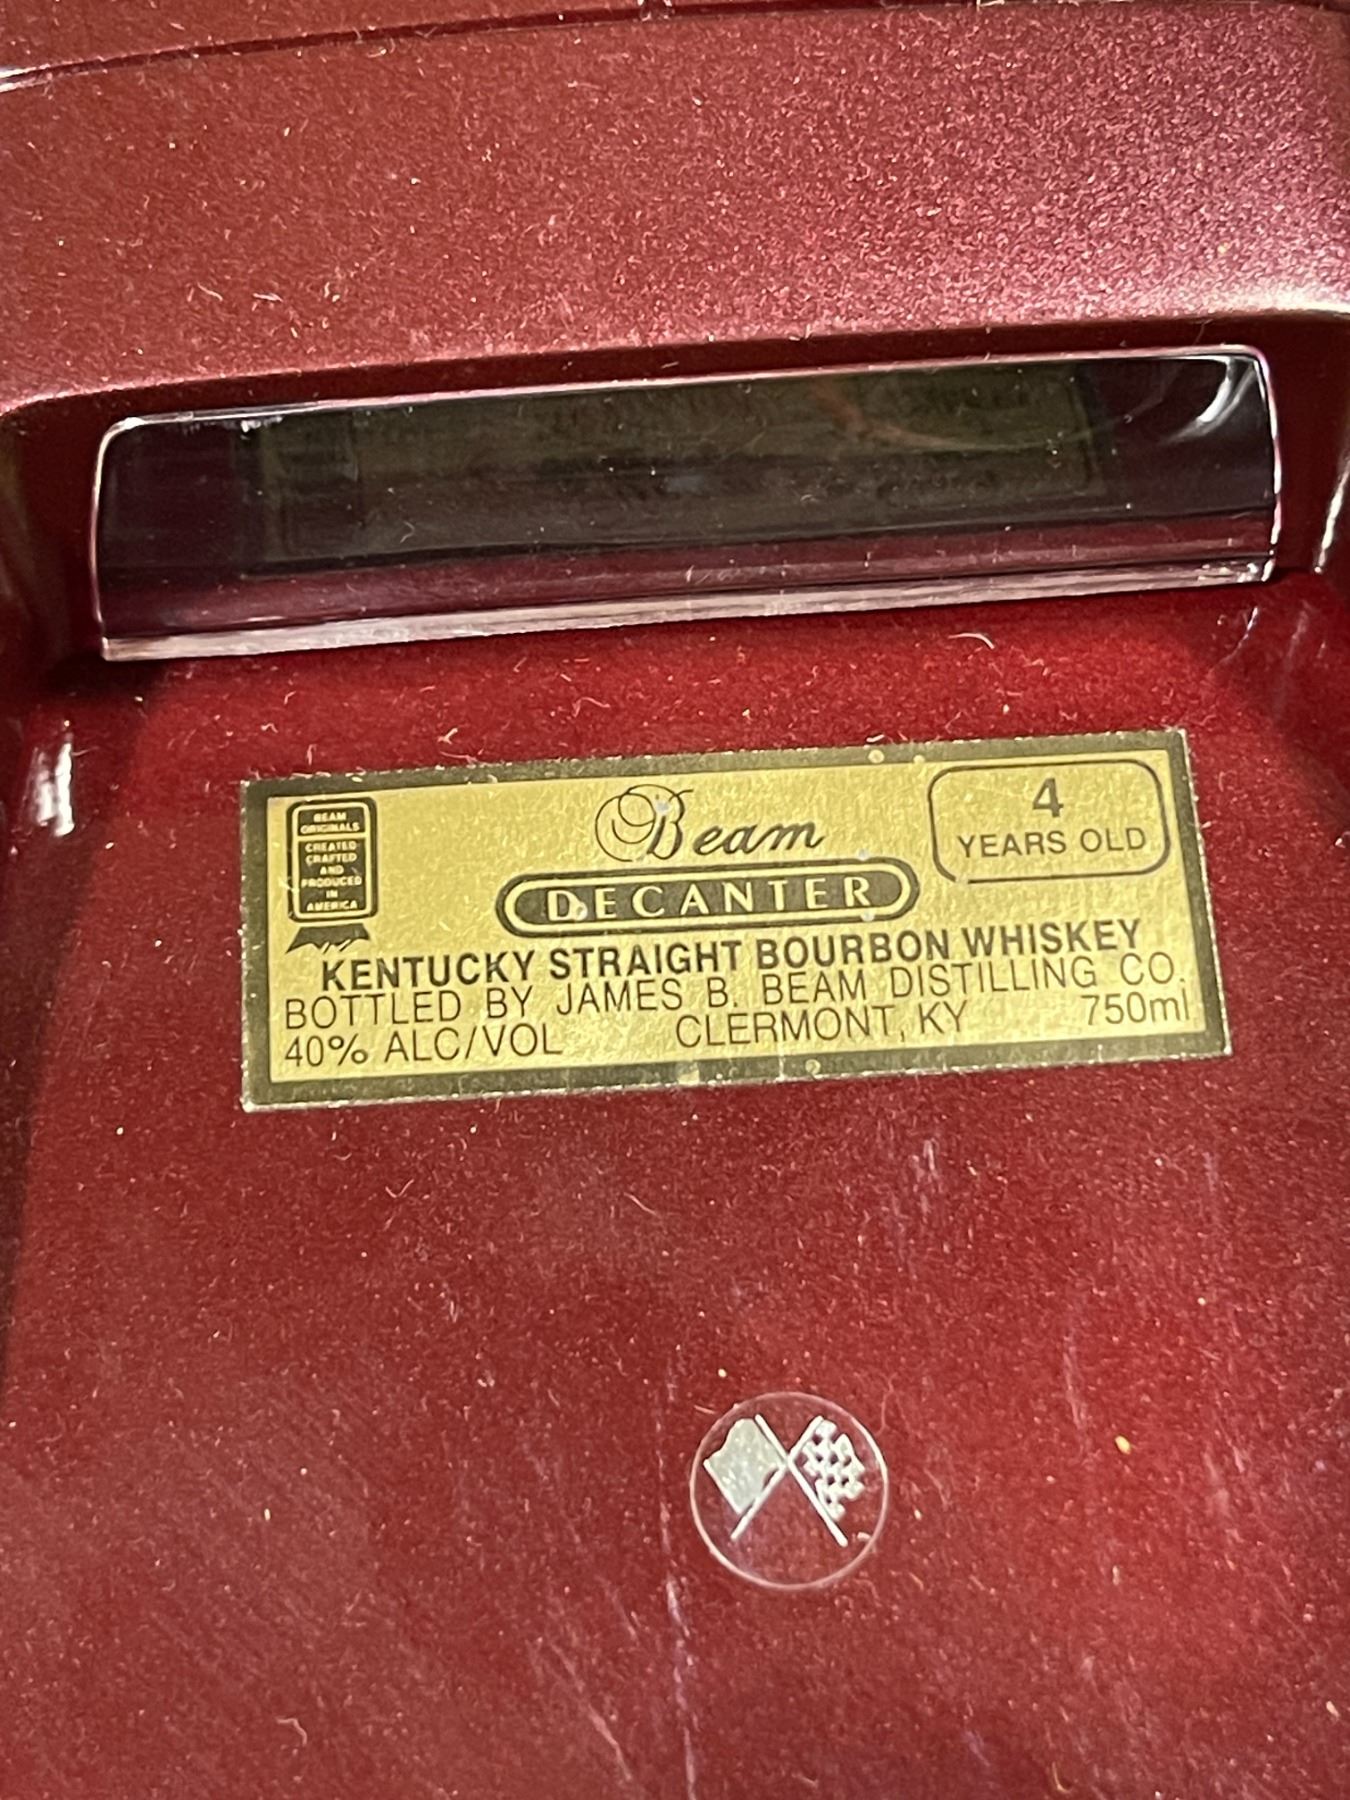 BEAM
ORIGINALS
CREATED
CRAFTED
AND
PRODUCED
IN
AMERICA
Beam
DECANTER
4
YEARS OLD
KENTUCKY STRAIGHT BOURBON WHISKEY
BOTTLED BY JAMES B. BEAM DISTILLING CO.
40% ALC/VOL CLERMONT, KY 750ml